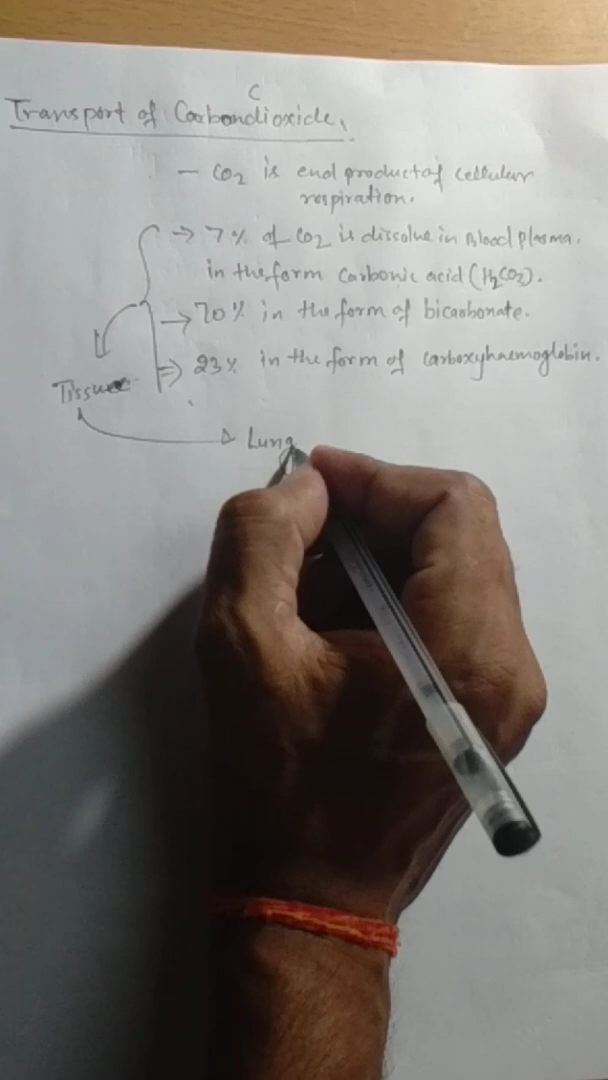 C
Transport of Carbondioxide,
— CO2 is end product of cellular
respiration.
→ 7% of CO2 is dissolve in Blood plasma.
in the form Carbonic acid (H2CO3).
→ 70% in the form of bicarbonate.
⇒ 23% in the form of carboxyhaemoglobin.
Tissue
Lung